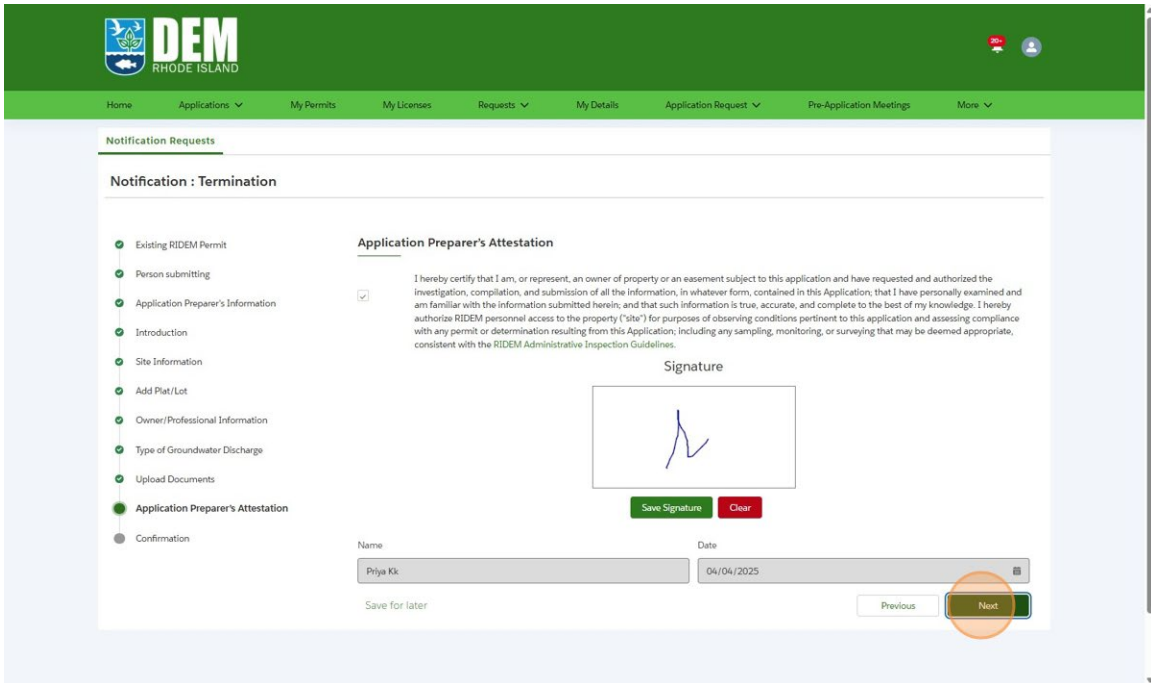 DEM
RHODE ISLAND
20+
Home Applications My Permits My Licenses Requests My Details Application Request Pre-Application Meetings More
Notification Requests
Notification : Termination
Existing RIDEM Permit
Person submitting
Application Preparer's Information
Introduction
Site Information
Add Plat/Lot
Owner/Professional Information
Type of Groundwater Discharge
Upload Documents
Application Preparer's Attestation
Confirmation
Application Preparer's Attestation
I hereby certify that I am, or represent, an owner of property or an easement subject to this application and have requested and authorized the
investigation, compilation, and submission of all the information, in whatever form, contained in this Application; that I have personally examined and
am familiar with the information submitted herein; and that such information is true, accurate, and complete to the best of my knowledge. I hereby
authorize RIDEM personnel access to the property ("site") for purposes of observing conditions pertinent to this application and assessing compliance
with any permit or determination resulting from this Application; including any sampling, monitoring, or surveying that may be deemed appropriate,
consistent with the RIDEM Administrative Inspection Guidelines.
Signature
Save Signature Clear
Name Date
Priya Kk 04/04/2025
Save for later Previous Next